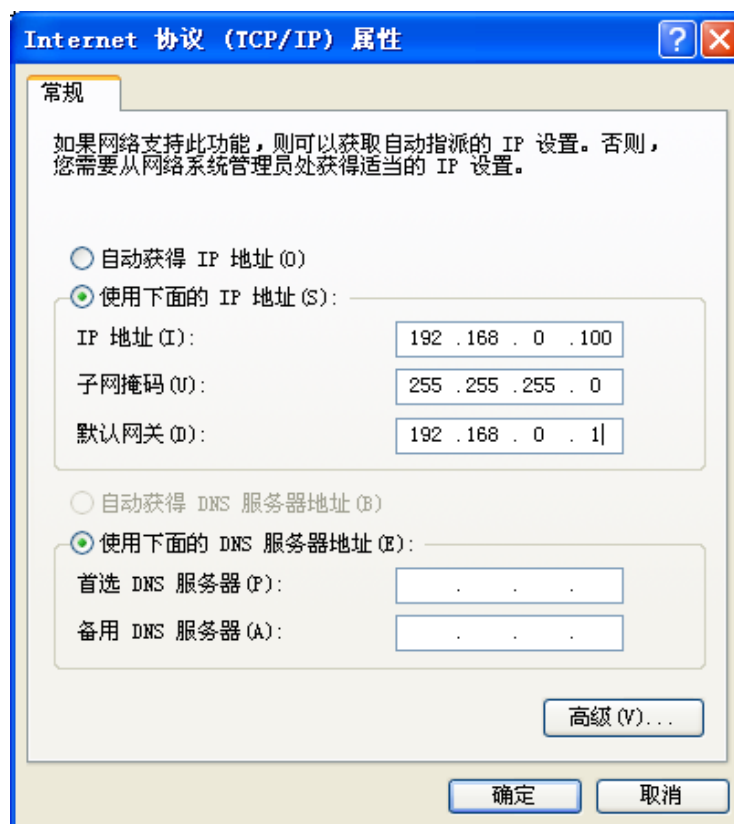 Internet 协议 (TCP/IP) 属性
常规
如果网络支持此功能，则可以获取自动指派的 IP 设置。否则，
您需要从网络系统管理员处获得适当的 IP 设置。
自动获得 IP 地址(O)
使用下面的 IP 地址(S):
IP 地址(I): 192 .168 . 0 .100
子网掩码(U): 255 .255 .255 . 0
默认网关(D): 192 .168 . 0 . 1
自动获得 DNS 服务器地址(B)
使用下面的 DNS 服务器地址(E):
首选 DNS 服务器(P): . . .
备用 DNS 服务器(A): . . .
高级(V)...
确定 取消